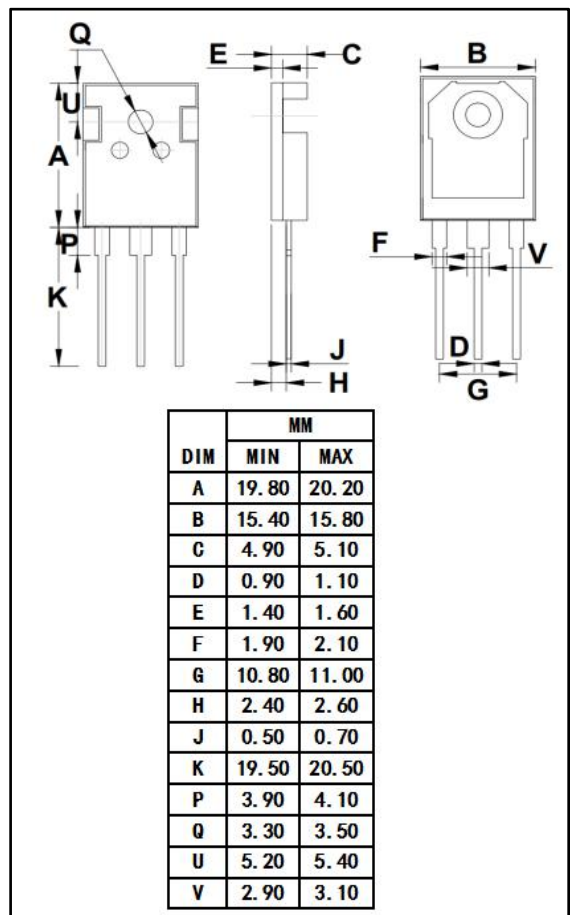 Q
E
C
B
U
A
P
K
F
V
J
H
D
G
MM
DIM MIN MAX
A 19.80 20.20
B 15.40 15.80
C 4.90 5.10
D 0.90 1.10
E 1.40 1.60
F 1.90 2.10
G 10.80 11.00
H 2.40 2.60
J 0.50 0.70
K 19.50 20.50
P 3.90 4.10
Q 3.30 3.50
U 5.20 5.40
V 2.90 3.10